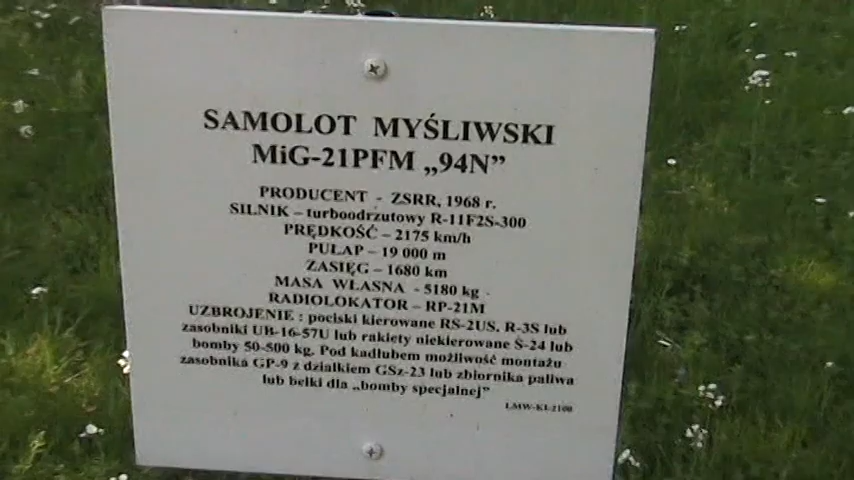 SAMOLOT MYŚLIWSKI
MiG-21PFM „94N”
PRODUCENT - ZSRR, 1968 r.
SILNIK – turboodrzutowy R-11F2S-300
PRĘDKOŚĆ – 2175 km/h
PUŁAP – 19 000 m
ZASIĘG – 1680 km
MASA WŁASNA - 5180 kg
RADIOLOKATOR – RP-21M
UZBROJENIE : pociski kierowane RS-2US, R-3S lub
zasobniki UB-16-57U lub rakiety niekierowane S-24 lub
bomby 50-500 kg. Pod kadłubem możliwość montażu
zasobnika GP-9 z działkiem GSz-23 lub zbiornika paliwa
lub belki dla „bomby specjalnej”
LMW-KI-2100